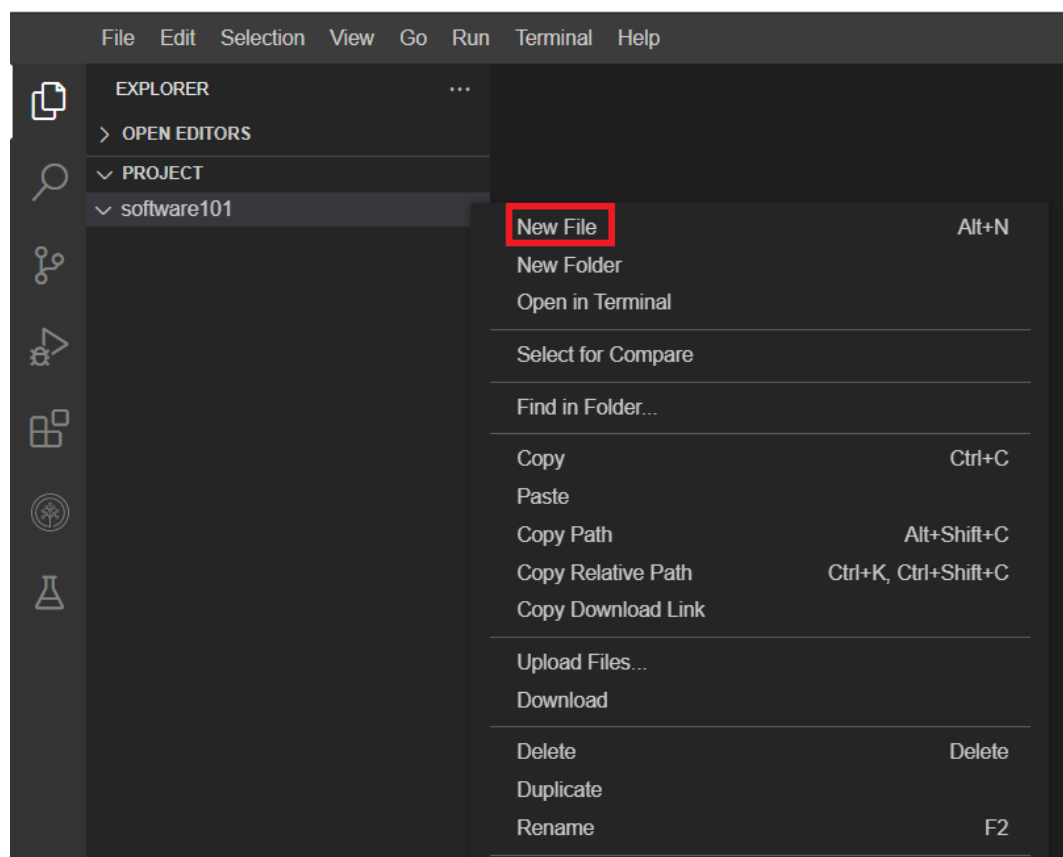 File Edit Selection View Go Run Terminal Help
EXPLORER ...
OPEN EDITORS
PROJECT
software101
New File Alt+N
New Folder
Open in Terminal
Select for Compare
Find in Folder...
Copy Ctrl+C
Paste
Copy Path Alt+Shift+C
Copy Relative Path Ctrl+K, Ctrl+Shift+C
Copy Download Link
Upload Files...
Download
Delete Delete
Duplicate
Rename F2